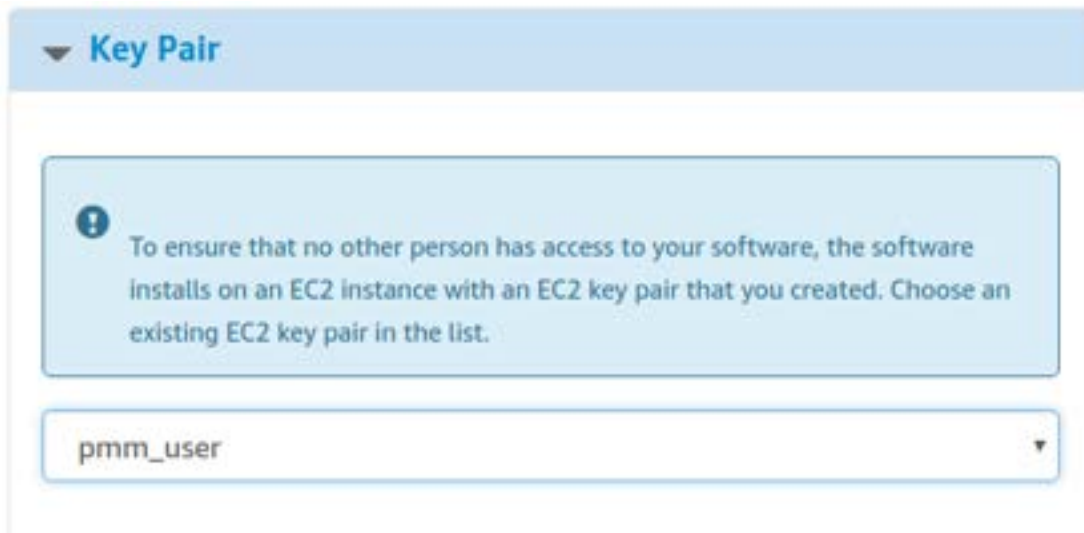 Key Pair
To ensure that no other person has access to your software, the software
installs on an EC2 instance with an EC2 key pair that you created. Choose an
existing EC2 key pair in the list.
pmm_user